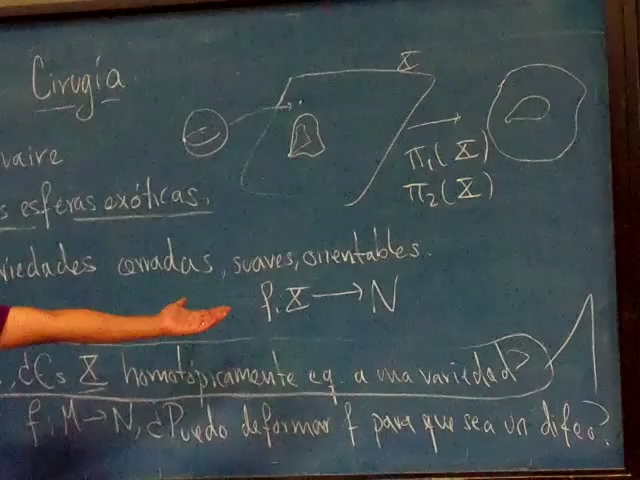 Cirugía
X
π₁(X)
π₂(X)
vaire
s esferas exóticas.
riedades cerradas, suaves, orientables.
f: X → N
, ¿Es X homotópicamente eq. a una variedad?
f: M → N, ¿Puedo deformar f para que sea un difeo?